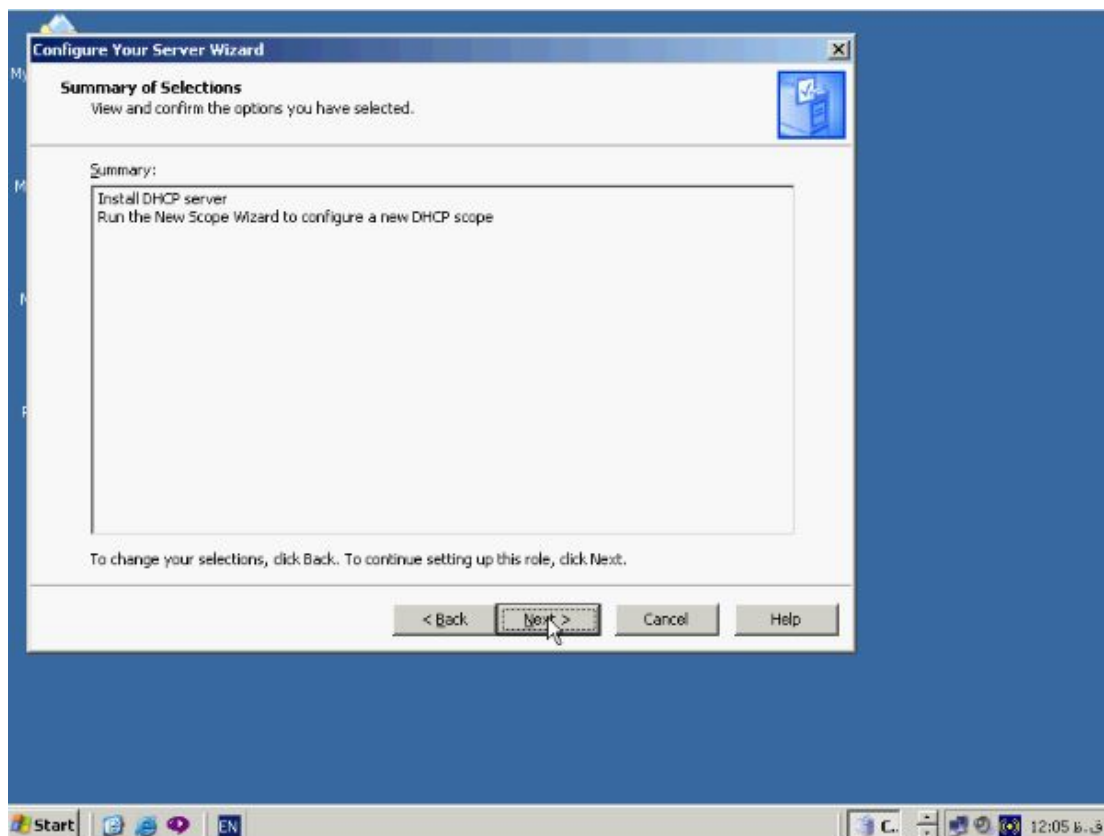 Configure Your Server Wizard
My
Summary of Selections
View and confirm the options you have selected.
Summary:
Install DHCP server
Run the New Scope Wizard to configure a new DHCP scope
To change your selections, click Back. To continue setting up this role, click Next.
< Back Next > Cancel Help
Start EN C.. 12:05 ق.ظ